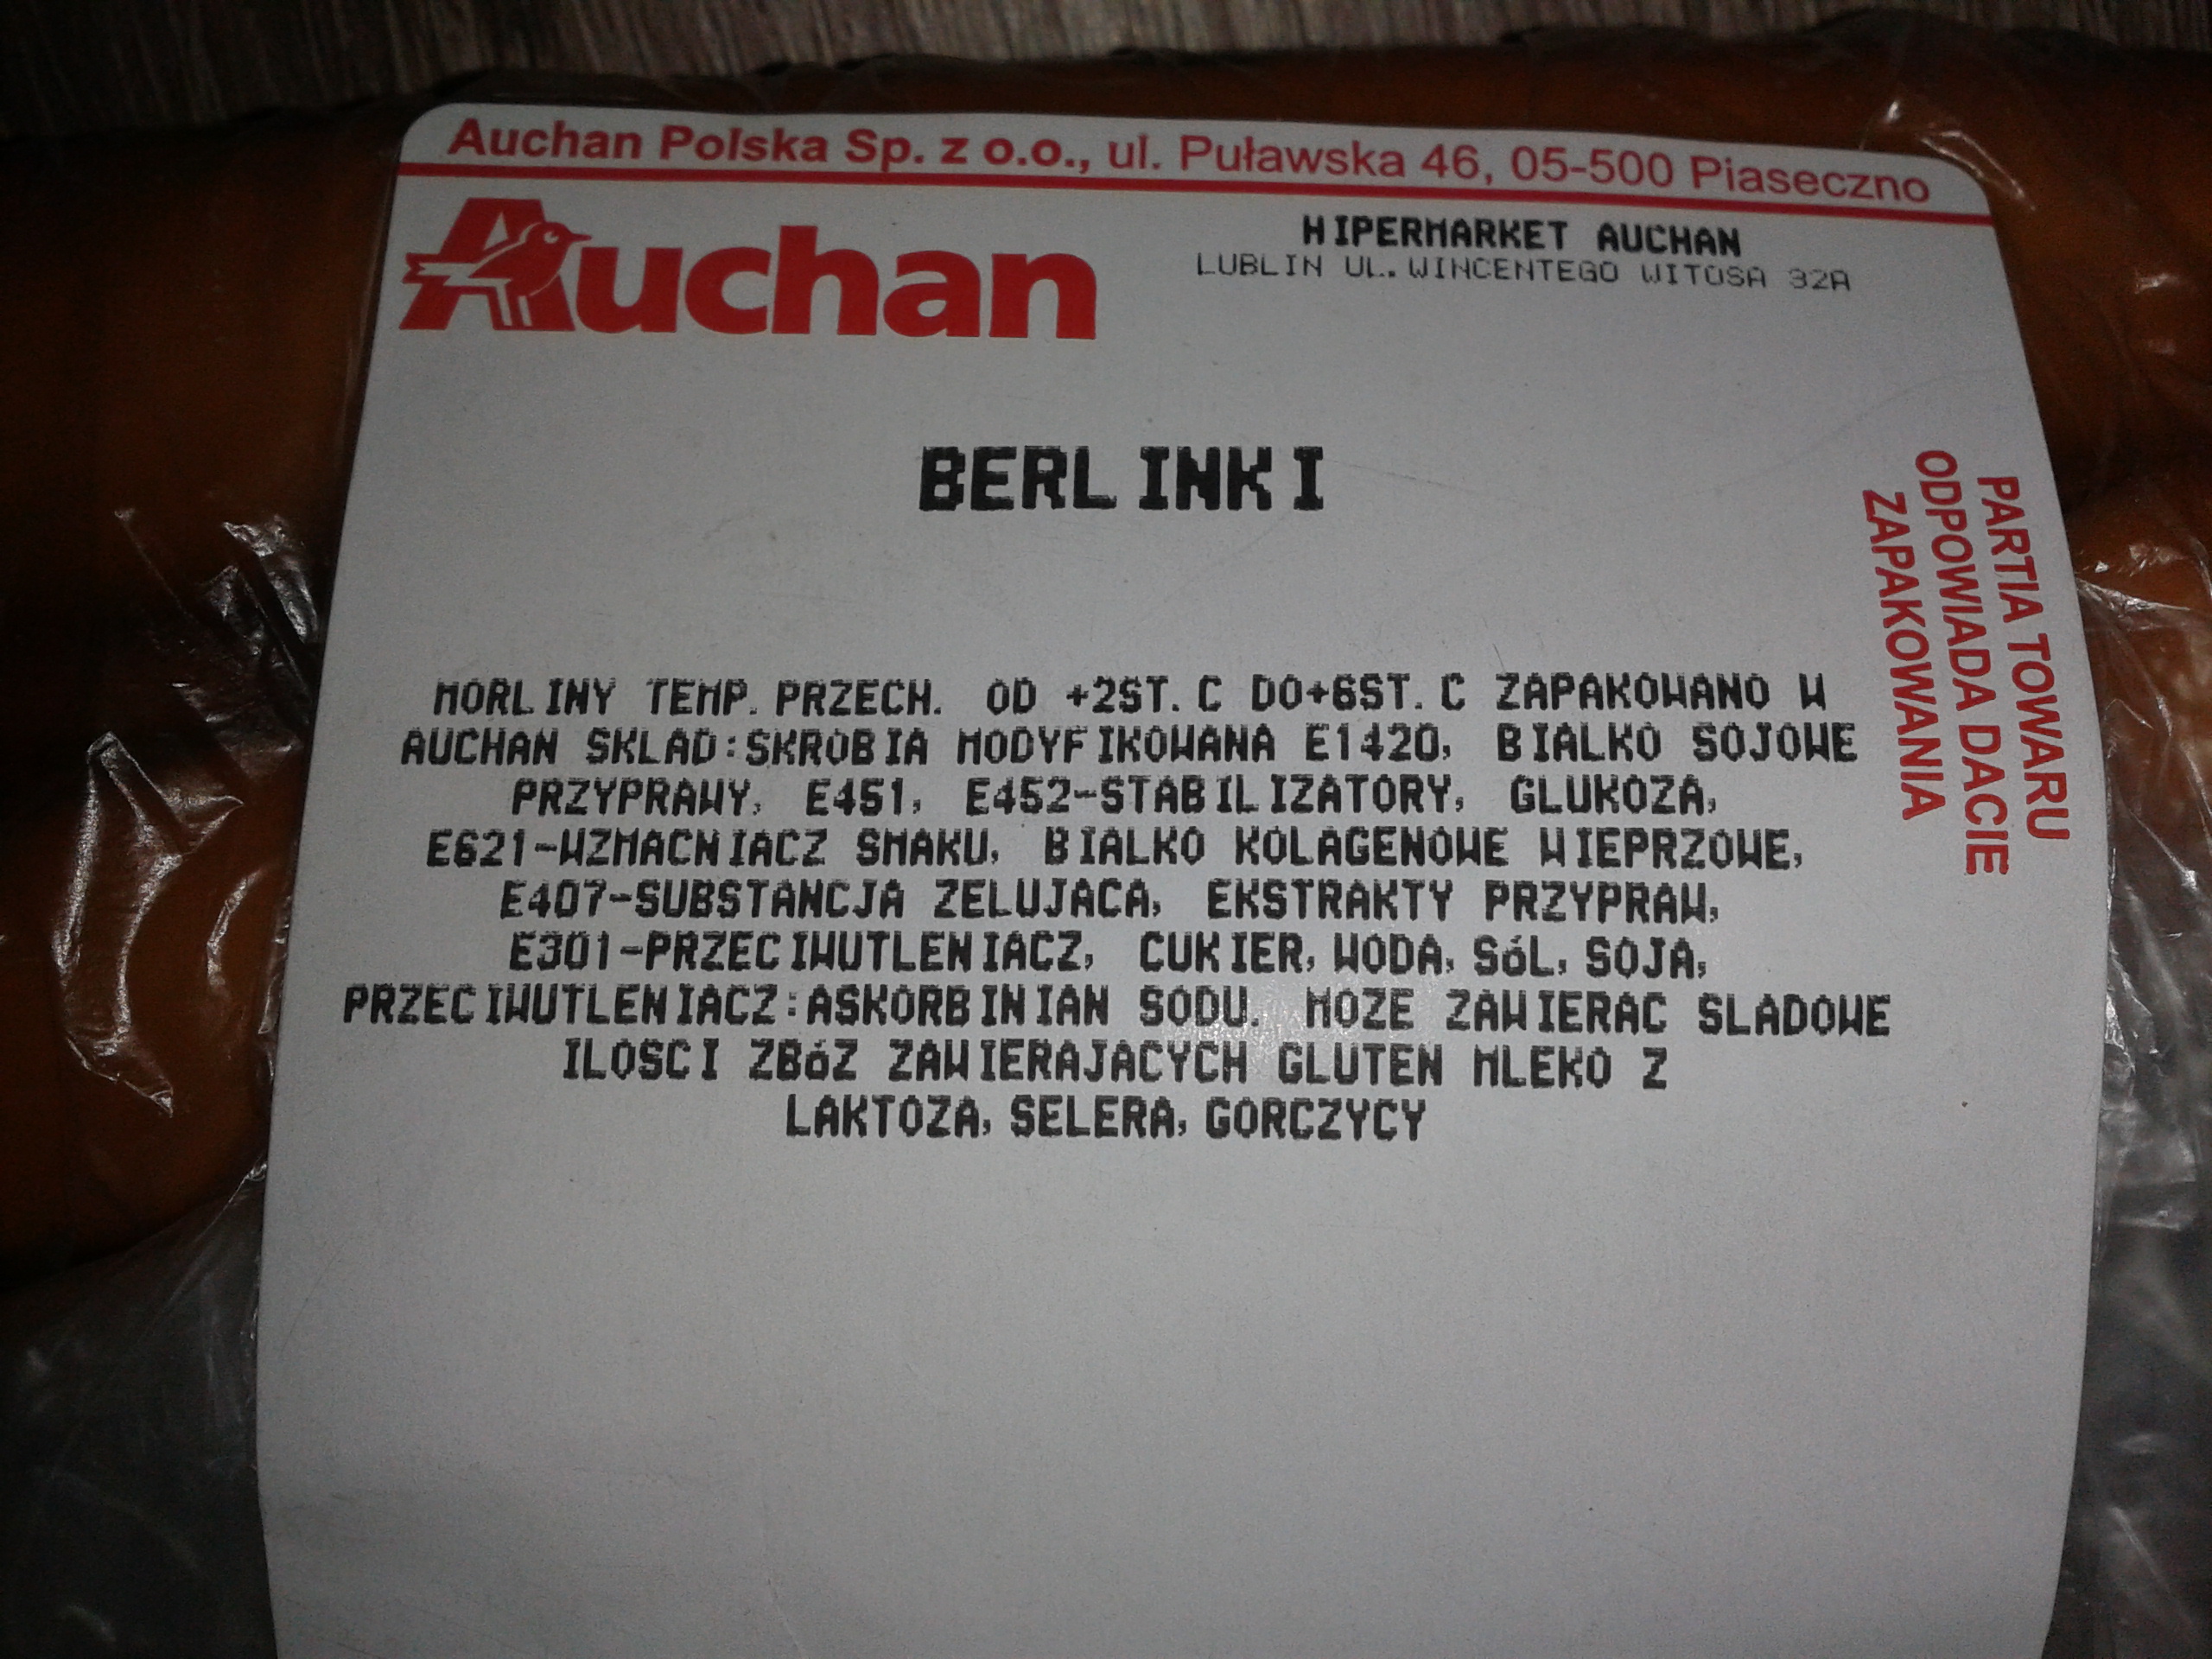 Auchan Polska Sp. z o.o., ul. Puławska 46, 05-500 Piaseczno
Auchan
HIPERMARKET AUCHAN
LUBLIN UL. WINCENTEGO WITOSA 32A
BERLINKI
PARTIA TOWARU
ODPOWIADA DACIE
ZAPAKOWANIA
MORLINY TEMP. PRZECH. OD +2ST. C DO+6ST. C ZAPAKOWANO W
AUCHAN SKLAD:SKROBIA MODYFIKOWANA E1420, BIALKO SOJOWE
PRZYPRAWY, E451, E452-STABILIZATORY, GLUKOZA,
E621-WZMACNIACZ SMAKU, BIALKO KOLAGENOWE WIEPRZOWE,
E407-SUBSTANCJA ZELUJACA, EKSTRAKTY PRZYPRAW,
E301-PRZECIWUTLENIACZ, CUKIER, WODA, SóL, SOJA,
PRZECIWUTLENIACZ:ASKORBINIAN SODU. MOZE ZAWIERAC SLADOWE
ILOSCI ZBóZ ZAWIERAJACYCH GLUTEN MLEKO Z
LAKTOZA, SELERA, GORCZYCY